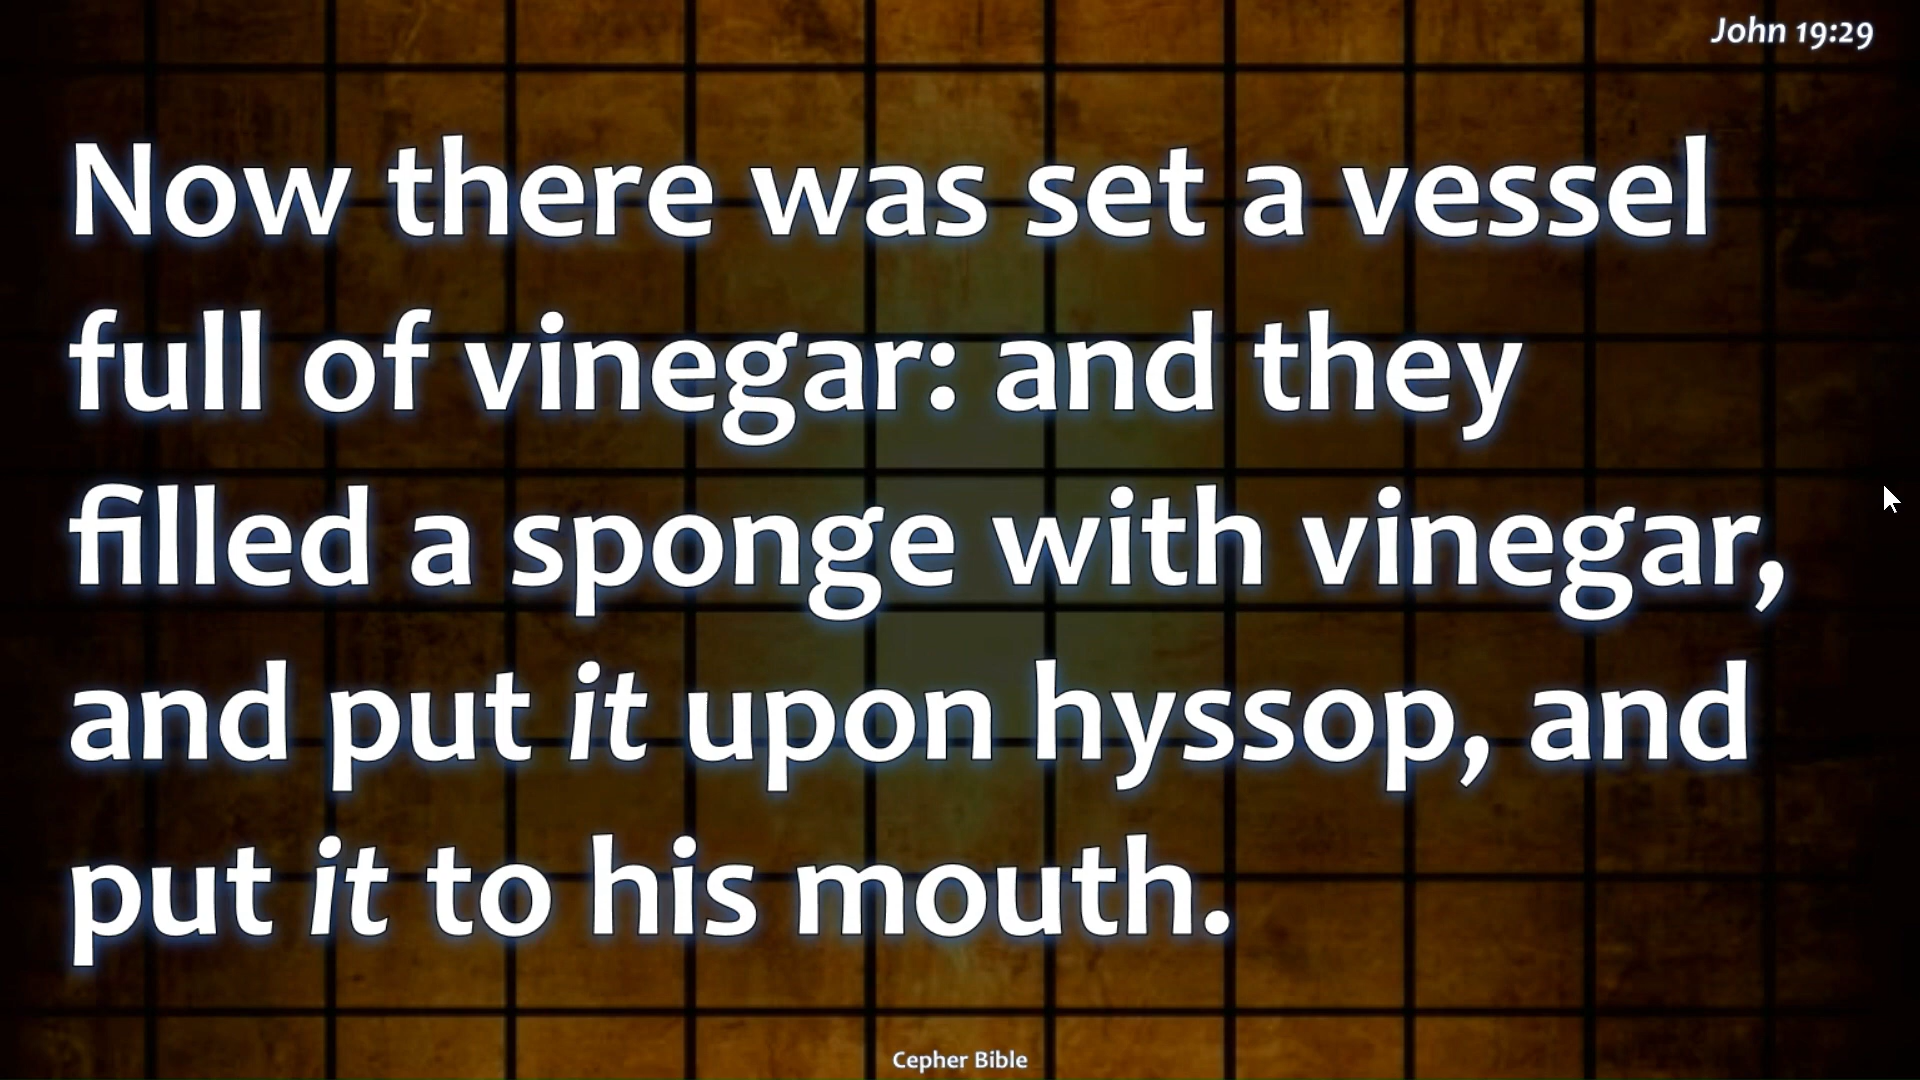 John 19:29
Now there was set a vessel
full of vinegar: and they
filled a sponge with vinegar,
and put it upon hyssop, and
put it to his mouth.
Cepher Bible